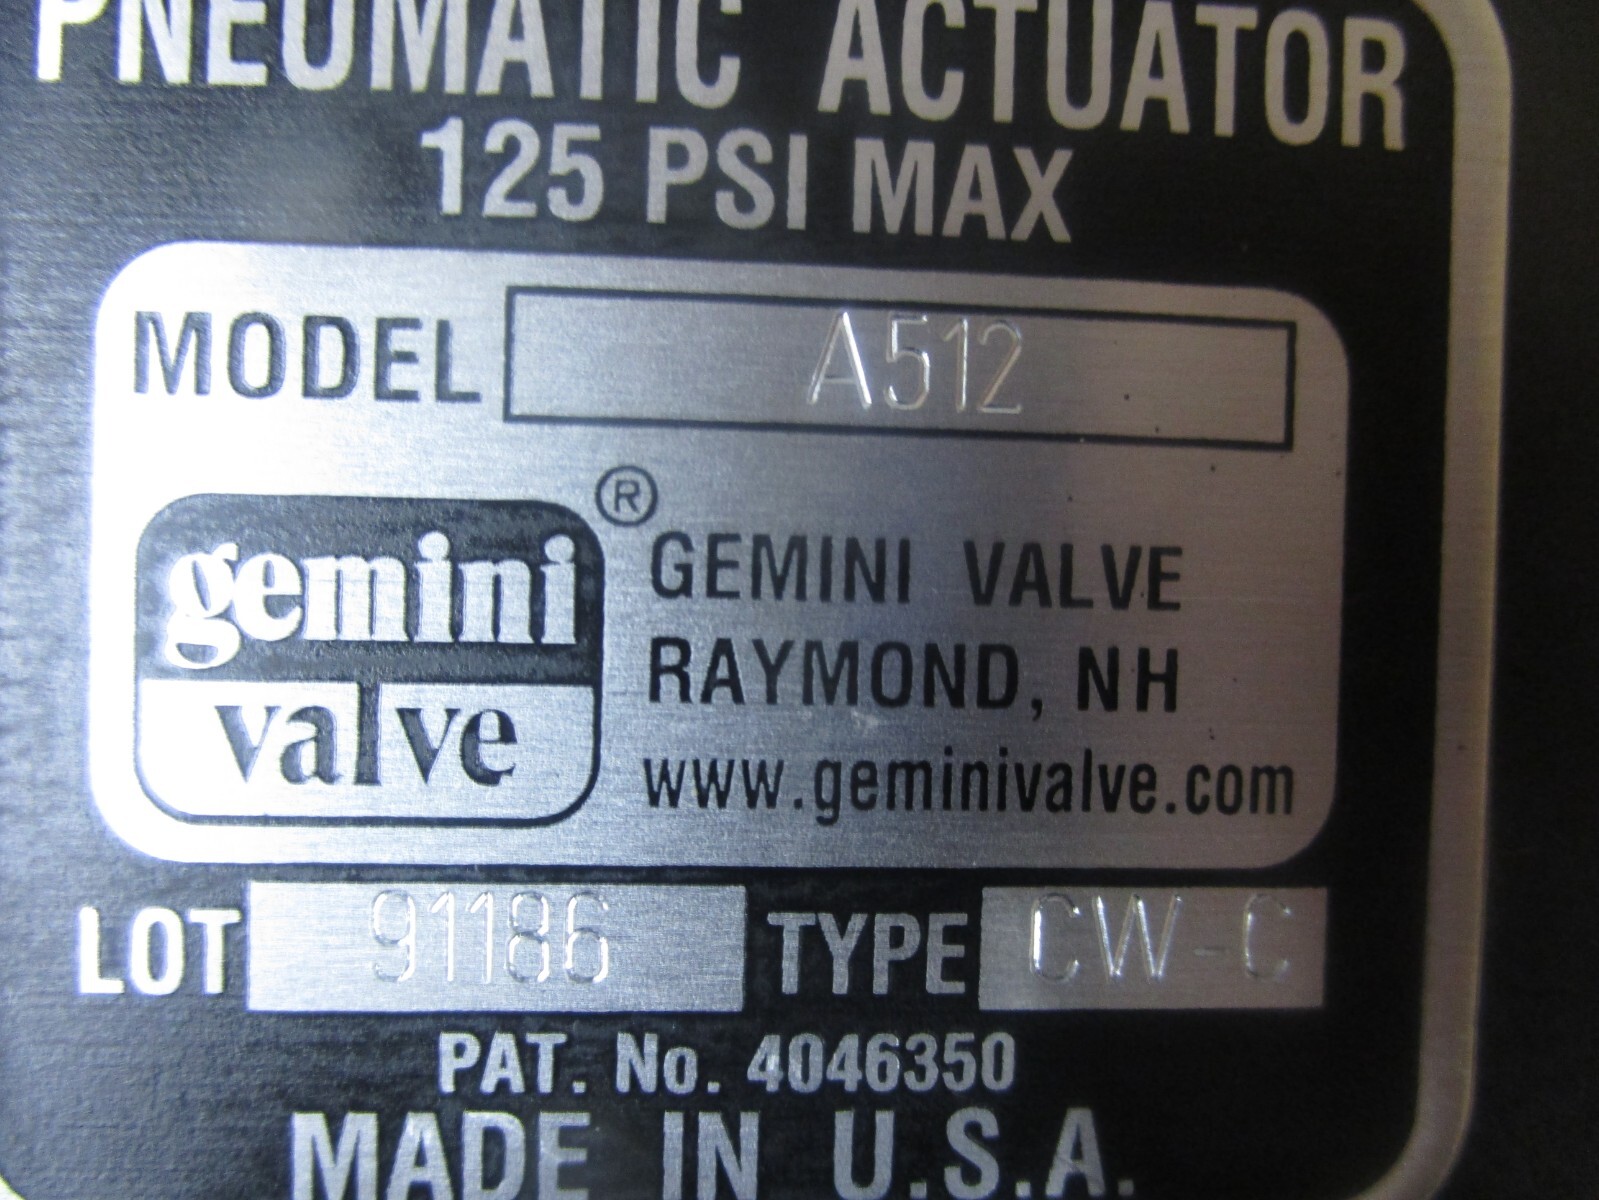 PNEUMATIC ACTUATOR
125 PSI MAX
MODEL A512
®
gemini
valve
GEMINI VALVE
RAYMOND, NH
www.geminivalve.com
LOT 91186 TYPE CW-C
PAT. No. 4046350
MADE IN U.S.A.